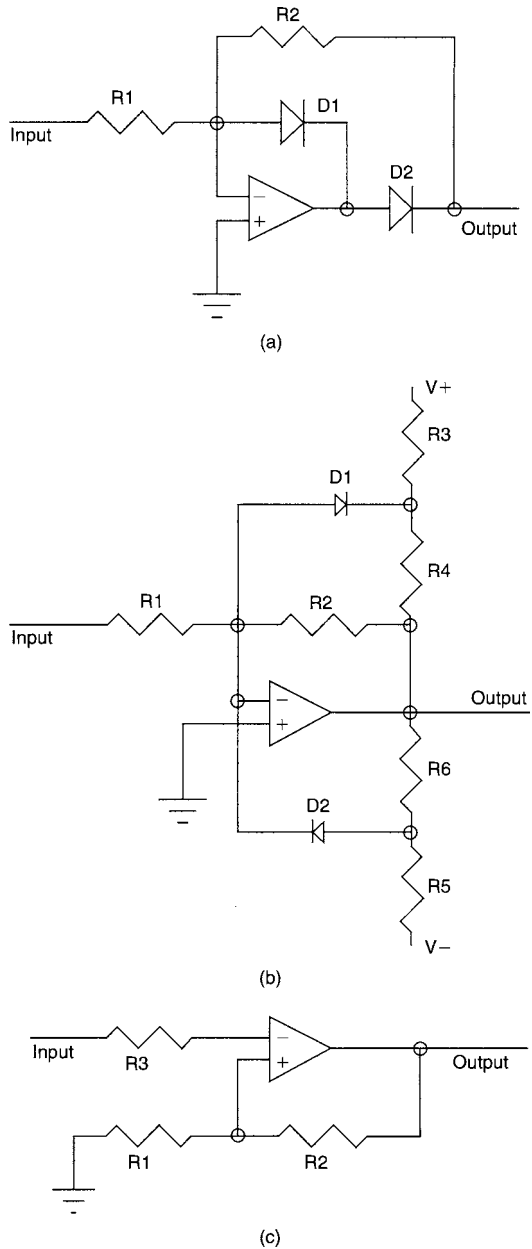 R2
R1
D1
Input
D2
−
+
Output
(a)
V+
R3
D1
R4
R1
R2
Input
−
+
Output
R6
D2
R5
V−
(b)
−
Input
R3
+
Output
R1
R2
(c)